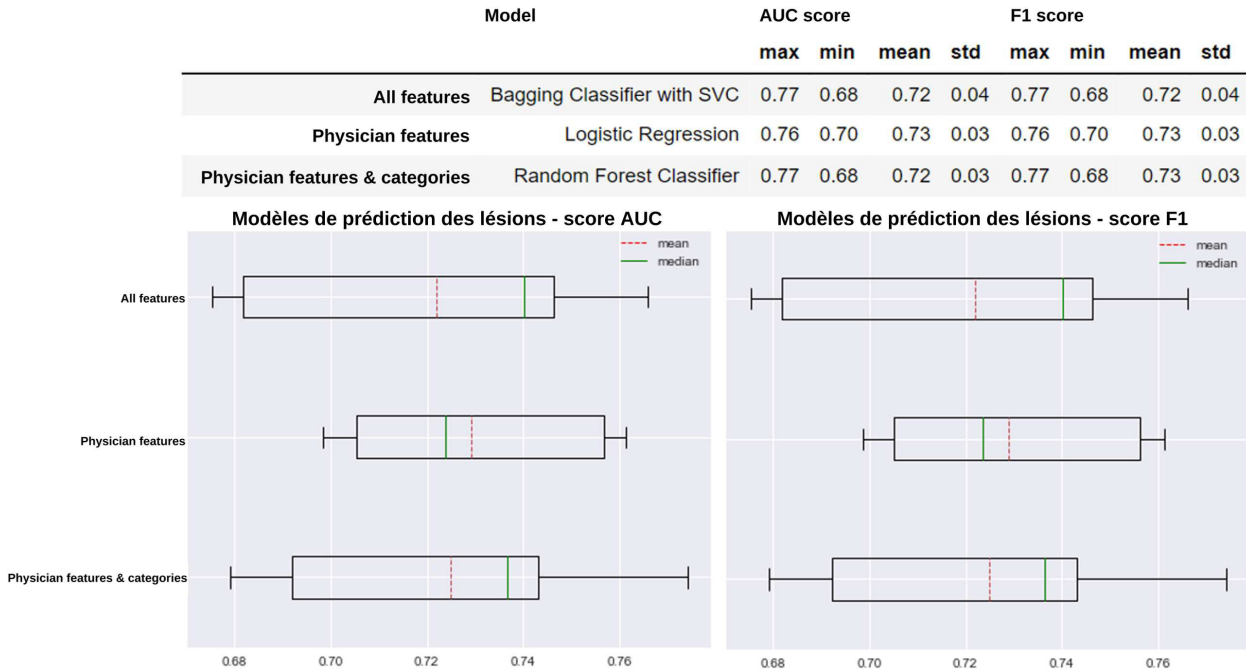 Model AUC score F1 score
max min mean std max min mean std
All features Bagging Classifier with SVC 0.77 0.68 0.72 0.04 0.77 0.68 0.72 0.04
Physician features Logistic Regression 0.76 0.70 0.73 0.03 0.76 0.70 0.73 0.03
Physician features & categories Random Forest Classifier 0.77 0.68 0.72 0.03 0.77 0.68 0.73 0.03
Modèles de prédiction des lésions - score AUC
mean
median
All features
Physician features
Physician features & categories
0.68 0.70 0.72 0.74 0.76
Modèles de prédiction des lésions - score F1
mean
median
0.68 0.70 0.72 0.74 0.76